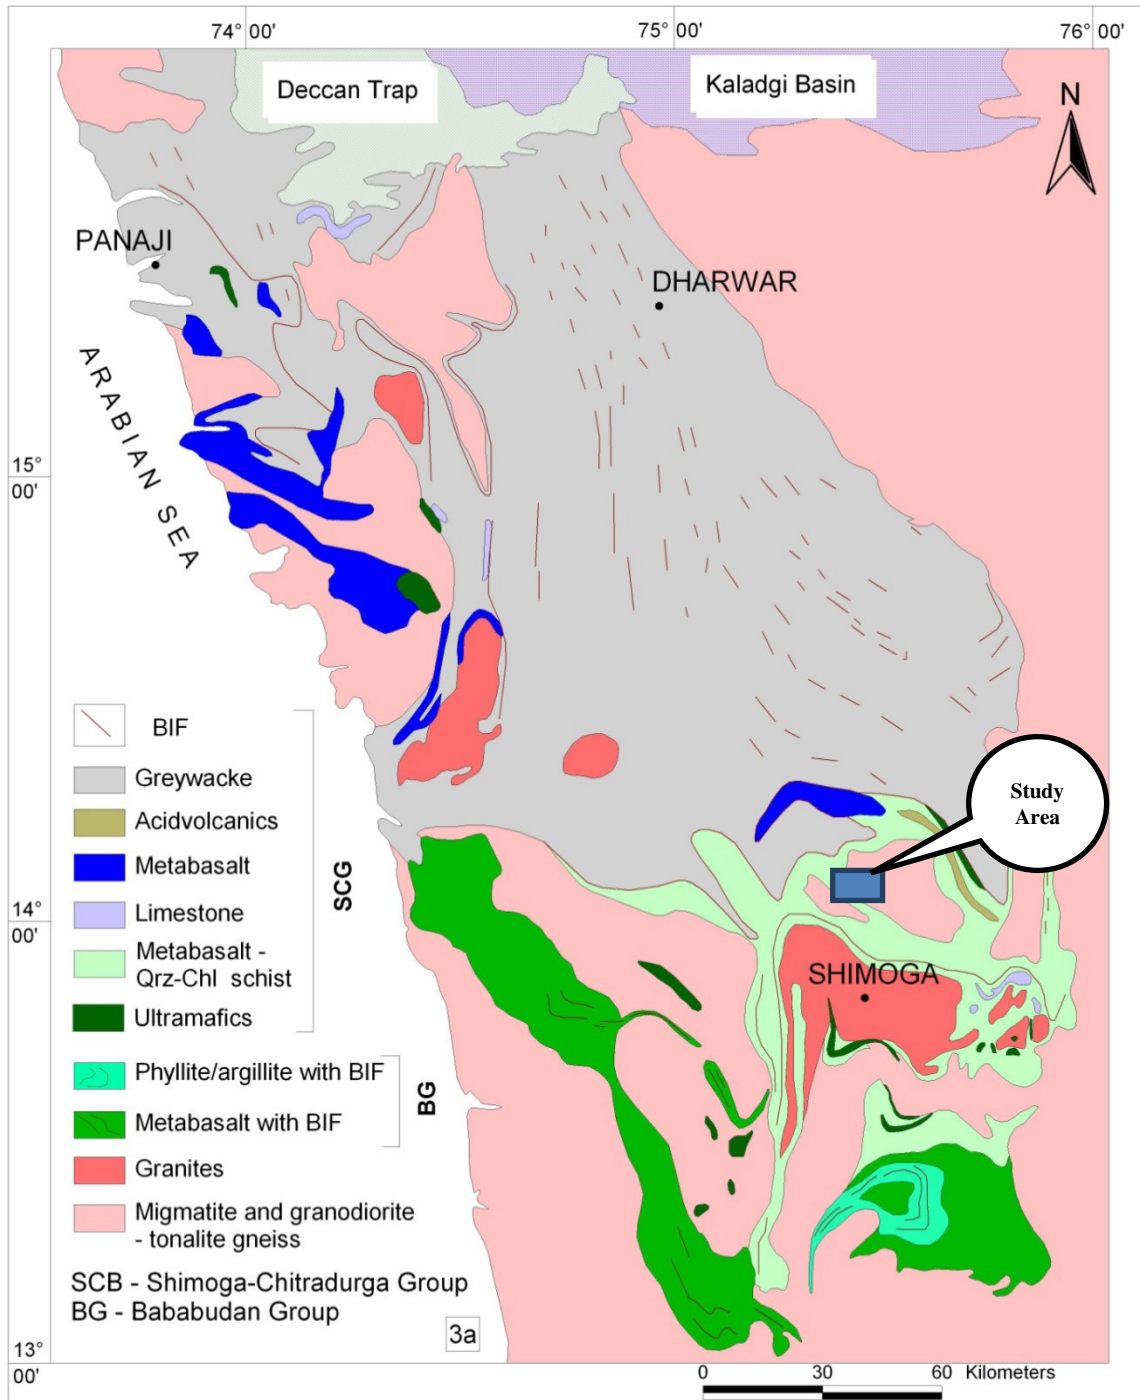 74° 00'
75° 00'
76° 00'
Deccan Trap
Kaladgi Basin
N
PANAJI
DHARWAR
ARABIAN SEA
15°
00'
BIF
Greywacke
Acidvolcanics
Metabasalt
Limestone
Metabasalt -
Qrz-Chl schist
Ultramafics
SCG
Phyllite/argillite with BIF
Metabasalt with BIF
BG
Granites
Migmatite and granodiorite
- tonalite gneiss
SCB - Shimoga-Chitradurga Group
BG - Bababudan Group
Study
Area
14°
00'
SHIMOGA
3a
13°
00'
0 30 60 Kilometers